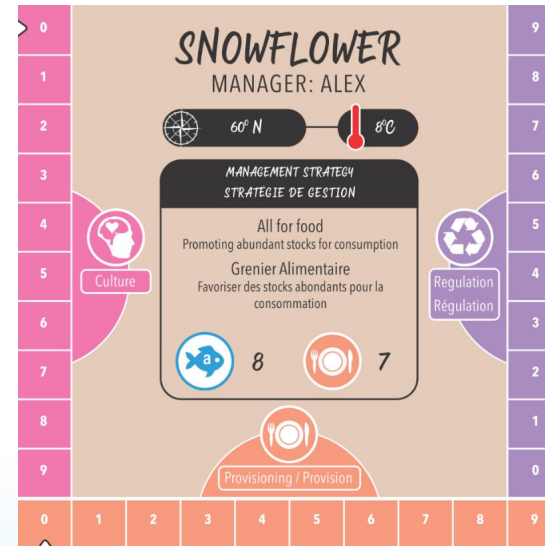 SNOWFLOWER
MANAGER: ALEX
60° N
8°C
MANAGEMENT STRATEGY
STRATÉGIE DE GESTION
All for food
Promoting abundant stocks for consumption
Grenier Alimentaire
Favoriser des stocks abondants pour la
consommation
a 8 7
Culture
Regulation
Régulation
Provisioning / Provision
0
1
2
3
4
5
6
7
8
9
9
8
7
6
5
4
3
2
1
0
0 1 2 3 4 5 6 7 8 9